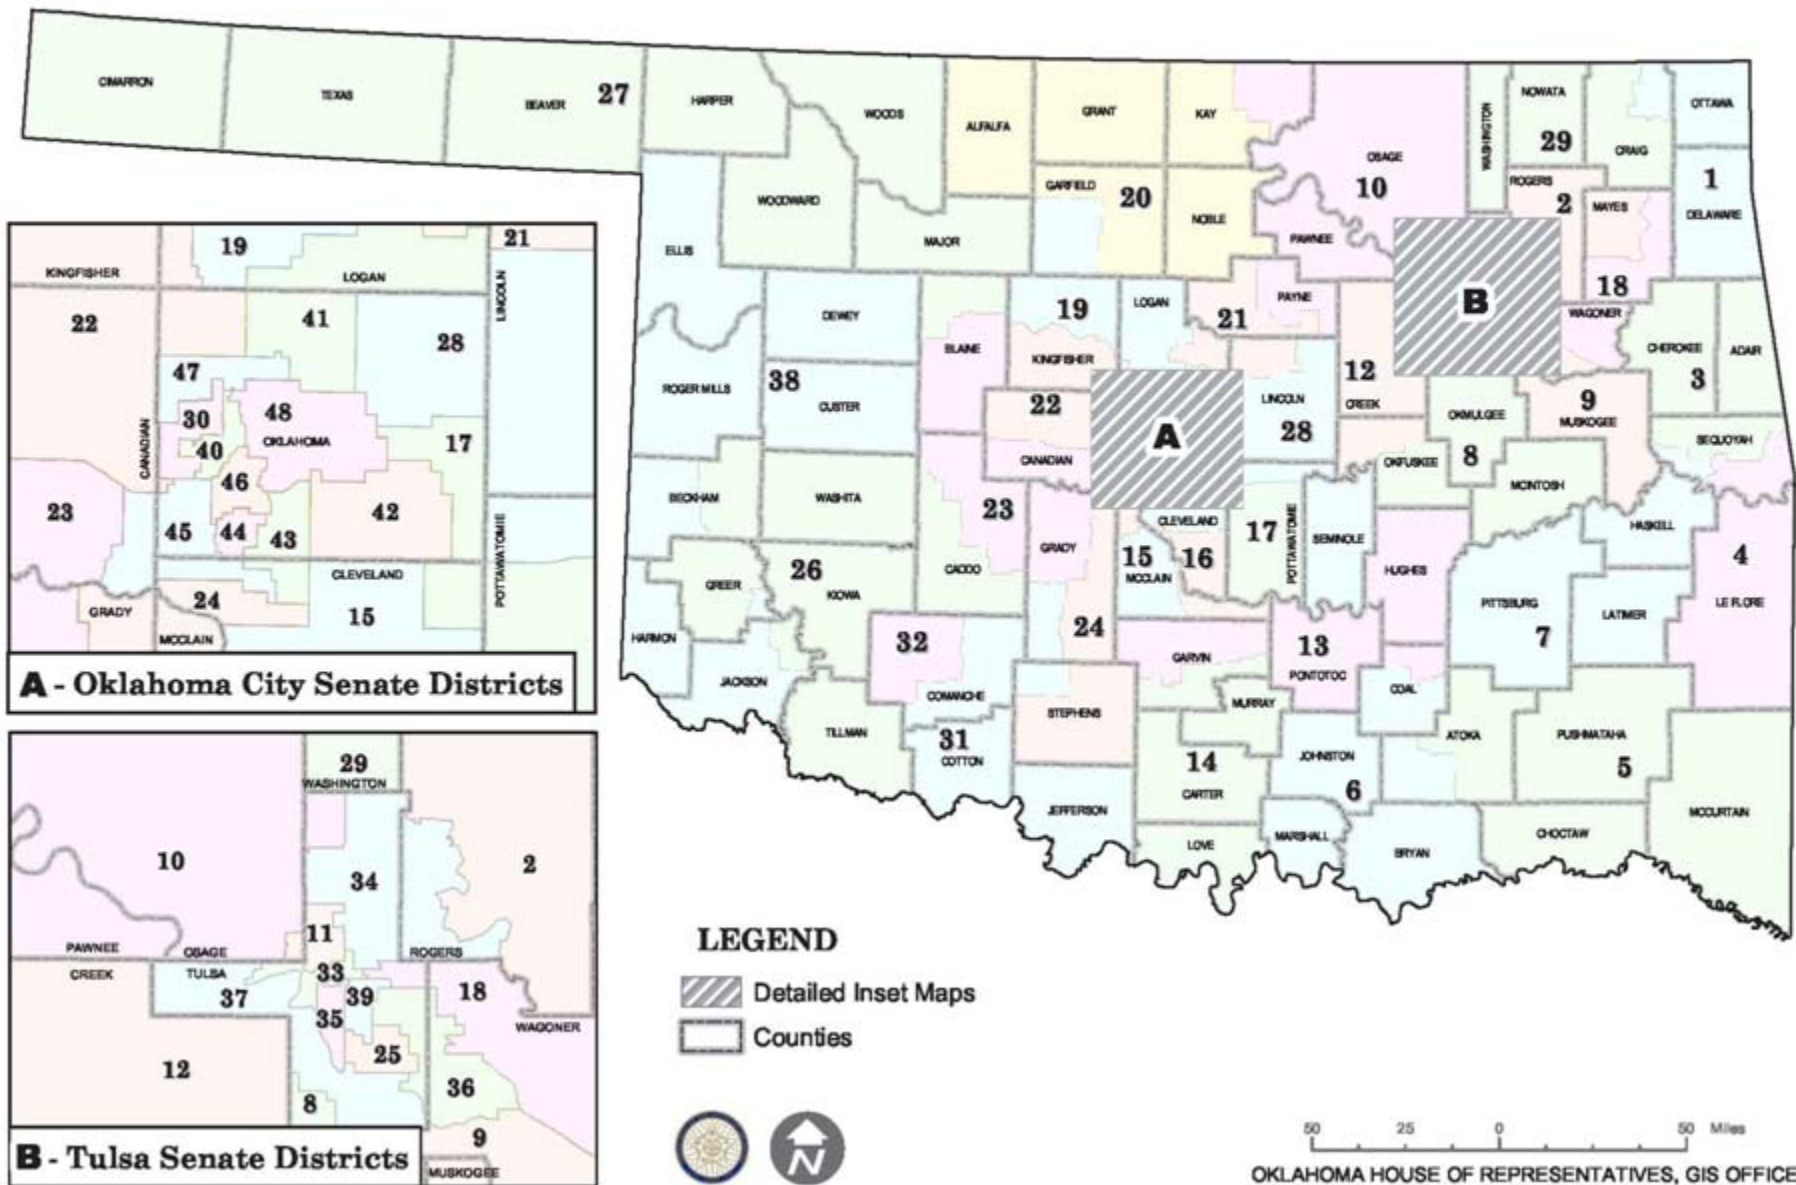 CIMARRON
TEXAS
BEAVER
27
HARPER
WOODS
ALFALFA
GRANT
KAY
OSAGE
10
WASHINGTON
NOWATA
29
CRAIG
OTTAWA
1
DELAWARE
ROGERS
2
MAYES
WOODWARD
MAJOR
GARFIELD
20
NOBLE
PAWNEE
18
ELLIS
DEWEY
BLAINE
19
KINGFISHER
LOGAN
21
PAYNE
B
WAGONER
CHEROKEE
3
ADAIR
ROGER MILLS
38
CUSTER
22
CANADIAN
A
LINCOLN
28
12
CREEK
OKMULGEE
8
9
MUSKOGEE
SEQUOYAH
BECKHAM
WASHITA
23
CADDO
GRADY
CLEVELAND
15
MCCLAIN
16
17
POTTAWATOMIE
SEMINOLE
OKFUSKEE
MCINTOSH
HASKELL
4
LE FLORE
GREER
26
KIOWA
24
HUGHES
PITTSBURG
7
LATIMER
HARMON
JACKSON
32
COMANCHE
GARVIN
13
PONTOTOC
COAL
TILLMAN
31
COTTON
STEPHENS
MURRAY
JOHNSTON
6
ATOKA
PUSHMATAHA
5
JEFFERSON
14
CARTER
LOVE
MARSHALL
BRYAN
CHOCTAW
MCCURTAIN
19
21
KINGFISHER
LOGAN
LINCOLN
22
41
28
47
30
48
OKLAHOMA
40
17
CANADIAN
46
23
45
44
43
42
CLEVELAND
POTTAWATOMIE
GRADY
24
15
MCCLAIN
A - Oklahoma City Senate Districts
29
WASHINGTON
10
34
2
11
PAWNEE
OSAGE
ROGERS
CREEK
TULSA
33
37
39
18
35
WAGONER
25
12
36
8
9
MUSKOGEE
B - Tulsa Senate Districts
LEGEND
Detailed Inset Maps
Counties
N
50 25 0 50 Miles
OKLAHOMA HOUSE OF REPRESENTATIVES, GIS OFFICE